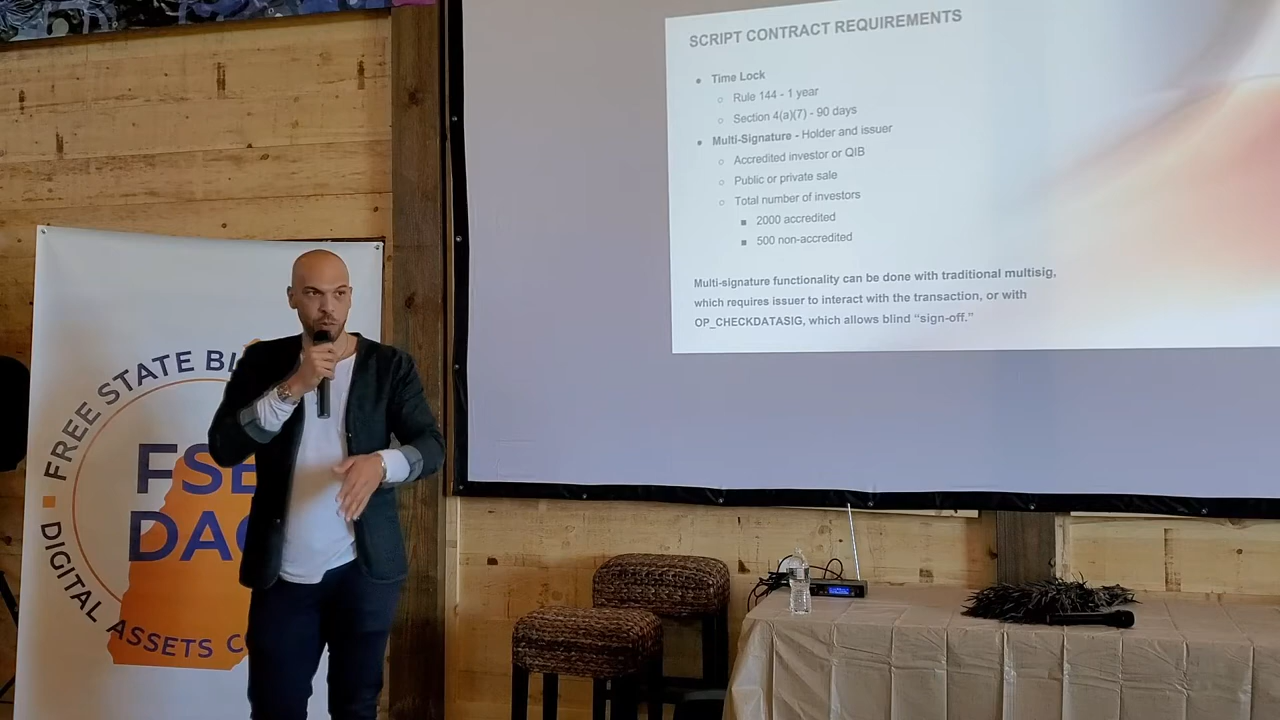 SCRIPT CONTRACT REQUIREMENTS
Time Lock
Rule 144 - 1 year
Section 4(a)(7) - 90 days
Multi-Signature - Holder and issuer
Accredited investor or QIB
Public or private sale
Total number of investors
2000 accredited
500 non-accredited
Multi-signature functionality can be done with traditional multisig,
which requires issuer to interact with the transaction, or with
OP_CHECKDATASIG, which allows blind “sign-off.”
FREE STATE
DIGITAL ASSETS